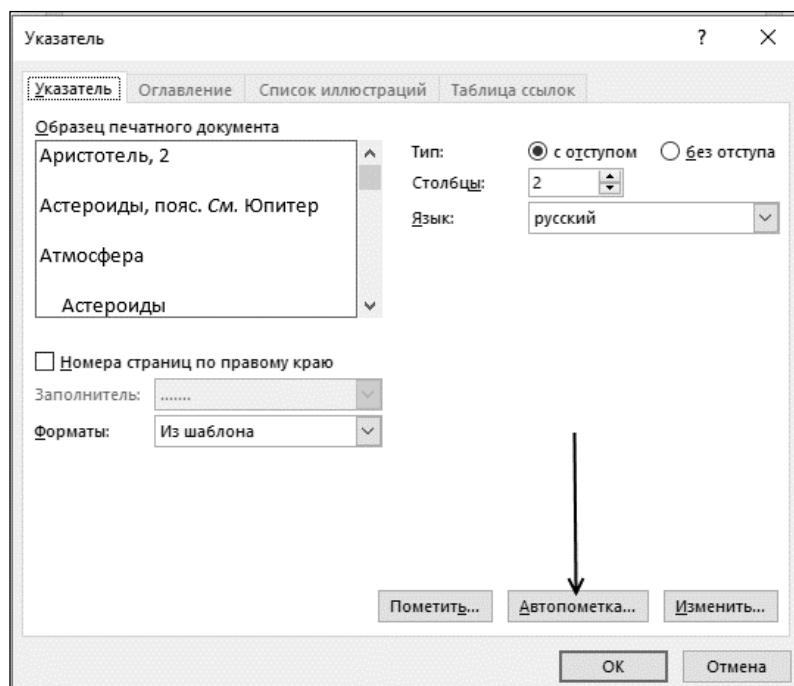 Указатель ?
Указатель Оглавление Список иллюстраций Таблица ссылок
Образец печатного документа
Аристотель, 2
Астероиды, пояс. См. Юпитер
Атмосфера
Астероиды
Тип: с отступом без отступа
Столбцы: 2
Язык: русский
Номера страниц по правому краю
Заполнитель: .......
Форматы: Из шаблона
Пометить... Автопометка... Изменить...
ОК Отмена